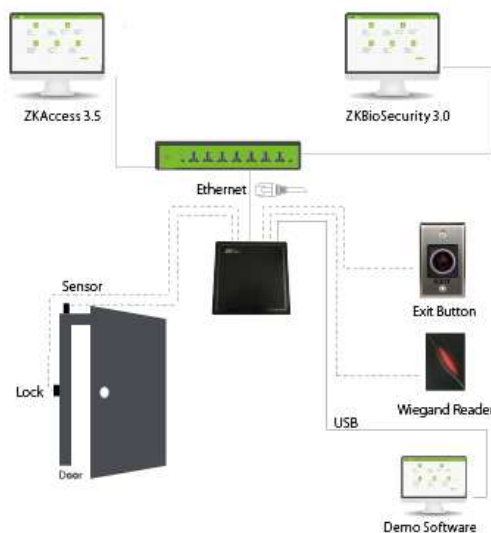 ZKAccess 3.5
ZKBioSecurity 3.0
Ethernet
Sensor
Exit Button
Lock
Wiegand Reader
USB
Door
Demo Software